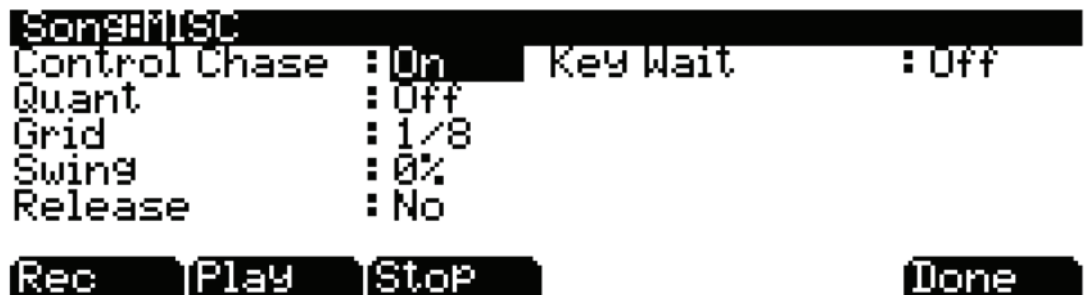 Song:MISC
Control Chase :On Key Wait :Off
Quant :Off
Grid :1/8
Swing :0%
Release :No
Rec Play Stop Done